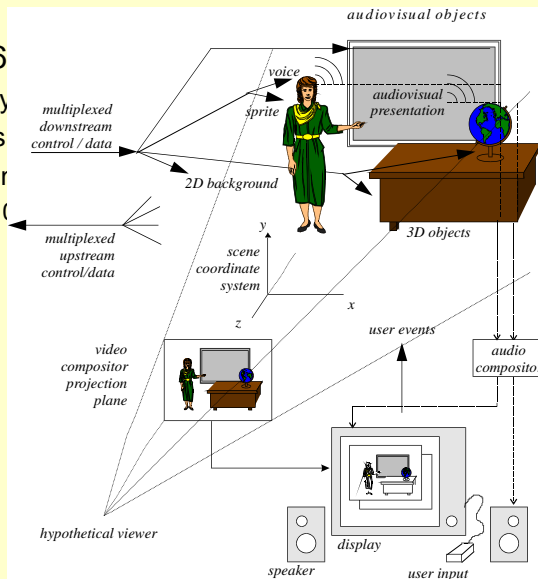 audiovisual objects
voice
sprite
audiovisual
presentation
multiplexed
downstream
control / data
2D background
3D objects
multiplexed
upstream
control/data
y
scene
coordinate
system
x
z
user events
video
compositor
projection
plane
audio
compositor
hypothetical viewer
display
speaker
user input